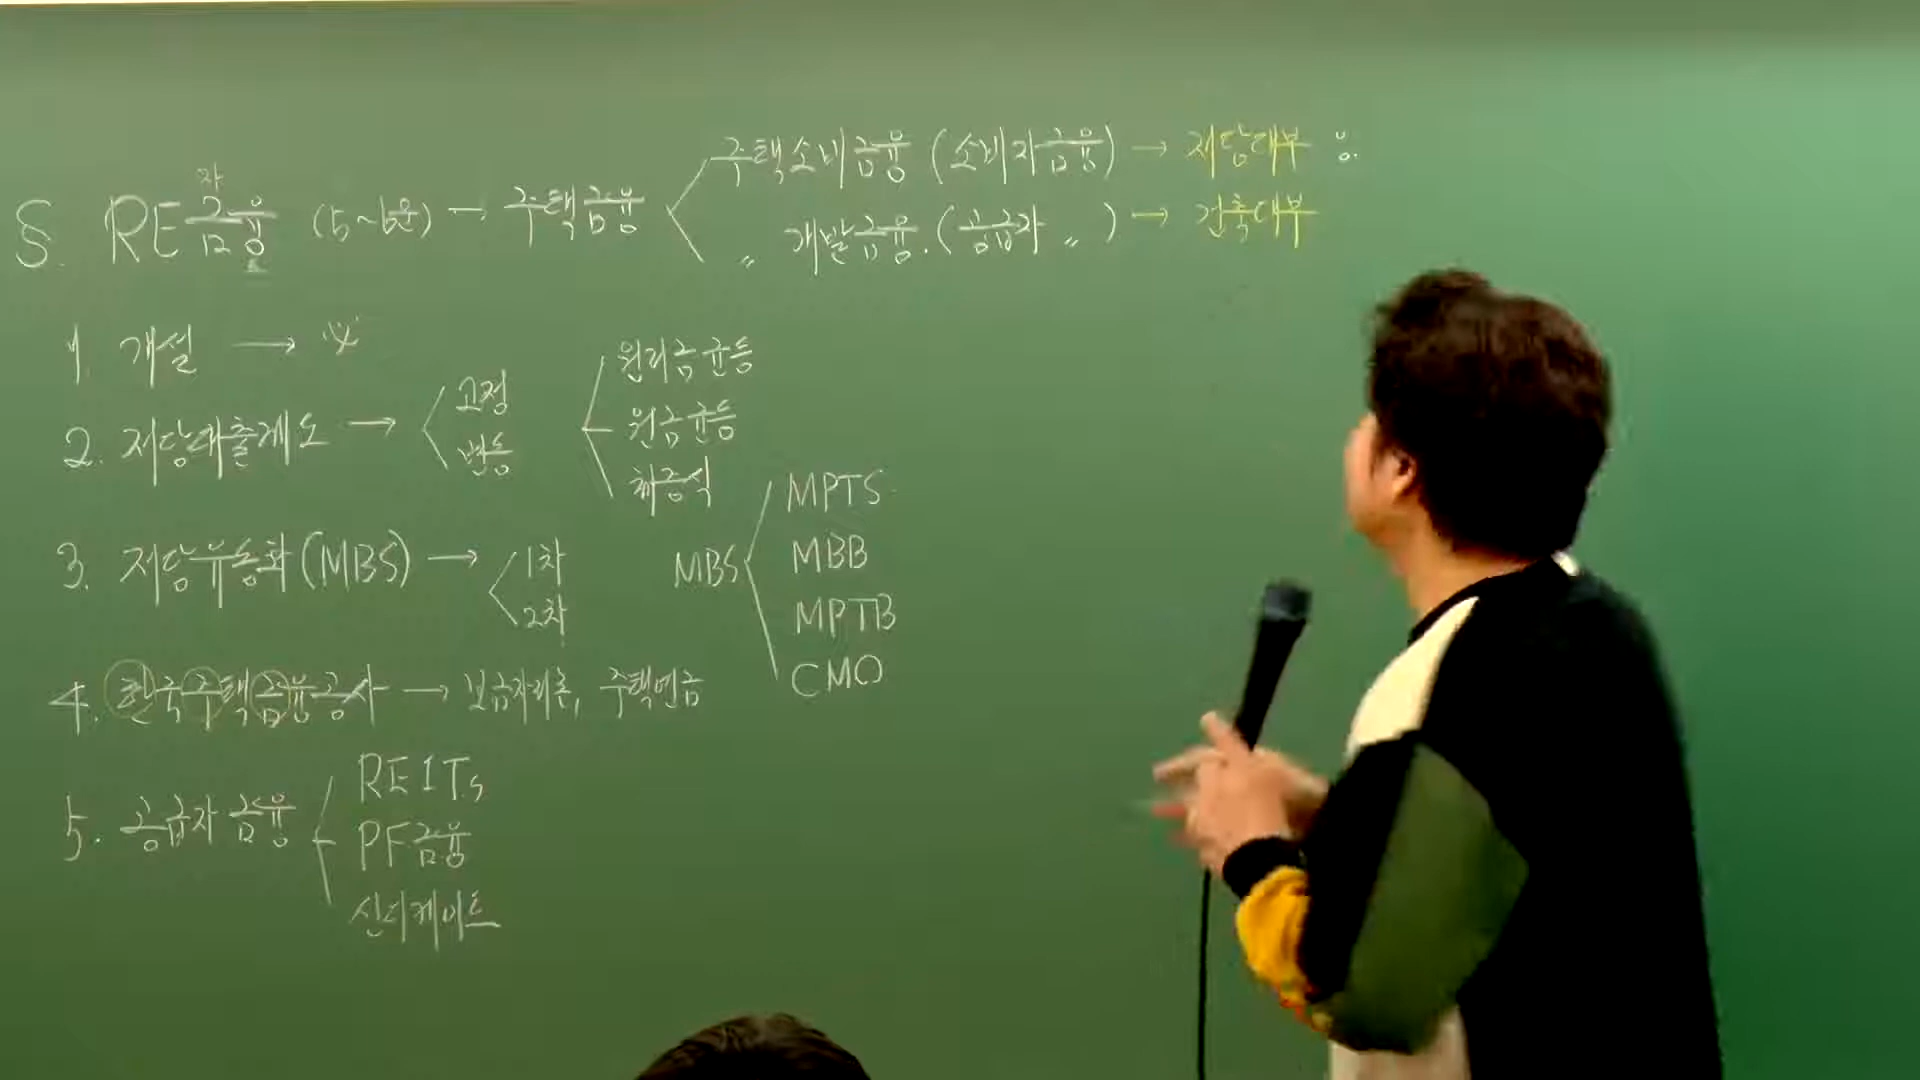 자
§. RE금융 (5~6문) → 주택금융
주택소비금융 (소비자금융) → 저당대부
〃 개발금융. (공급자 〃 ) → 건축대부
1. 개설 →
2. 저당대출제도 → 고정 변동
원리금균등
원금균등
체증식
3. 저당유동화(MBS) → 1차 2차
MBS
MPTS
MBB
MPTB
CMO
4. 한국주택금융공사 → 보금자리론, 주택연금
5. 공급자 금융
REITs
PF금융
신디케이트